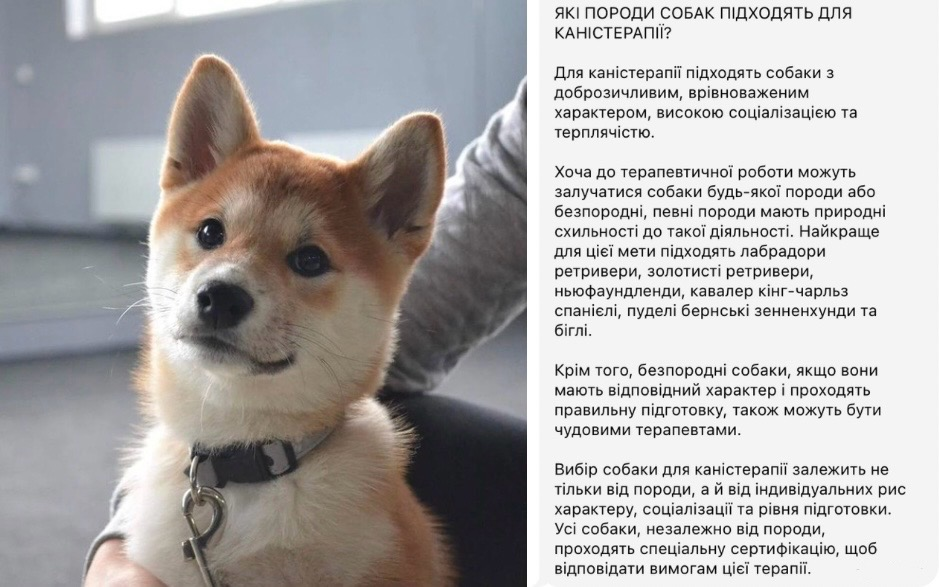 ЯКІ ПОРОДИ СОБАК ПІДХОДЯТЬ ДЛЯ
КАНІСТЕРАПІЇ?
Для каністерапії підходять собаки з
доброзичливим, врівноваженим
характером, високою соціалізацією та
терплячістю.
Хоча до терапевтичної роботи можуть
залучатися собаки будь-якої породи або
безпородні, певні породи мають природні
схильності до такої діяльності. Найкраще
для цієї мети підходять лабрадори
ретривери, золотисті ретривери,
ньюфаундленди, кавалер кінг-чарльз
спанієлі, пуделі бернські зенненхунди та
біглі.
Крім того, безпородні собаки, якщо вони
мають відповідний характер і проходять
правильну підготовку, також можуть бути
чудовими терапевтами.
Вибір собаки для каністерапії залежить не
тільки від породи, а й від індивідуальних рис
характеру, соціалізації та рівня підготовки.
Усі собаки, незалежно від породи,
проходять спеціальну сертифікацію, щоб
відповідати вимогам цієї терапії.